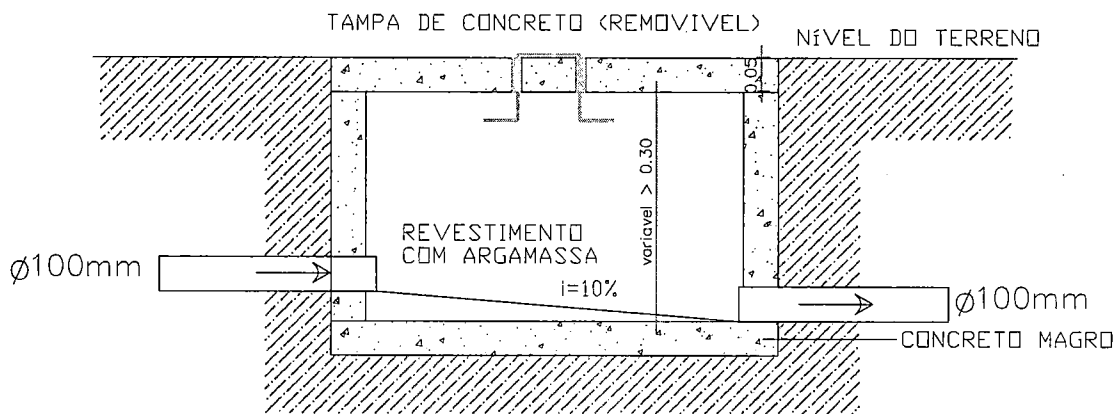 TAMPA DE CONCRETO (REMOVIVEL)
NíVEL DO TERRENO
0.05
variavel > 0.30
REVESTIMENTO
COM ARGAMASSA
i=10%
Ø100mm
Ø100mm
CONCRETO MAGRO